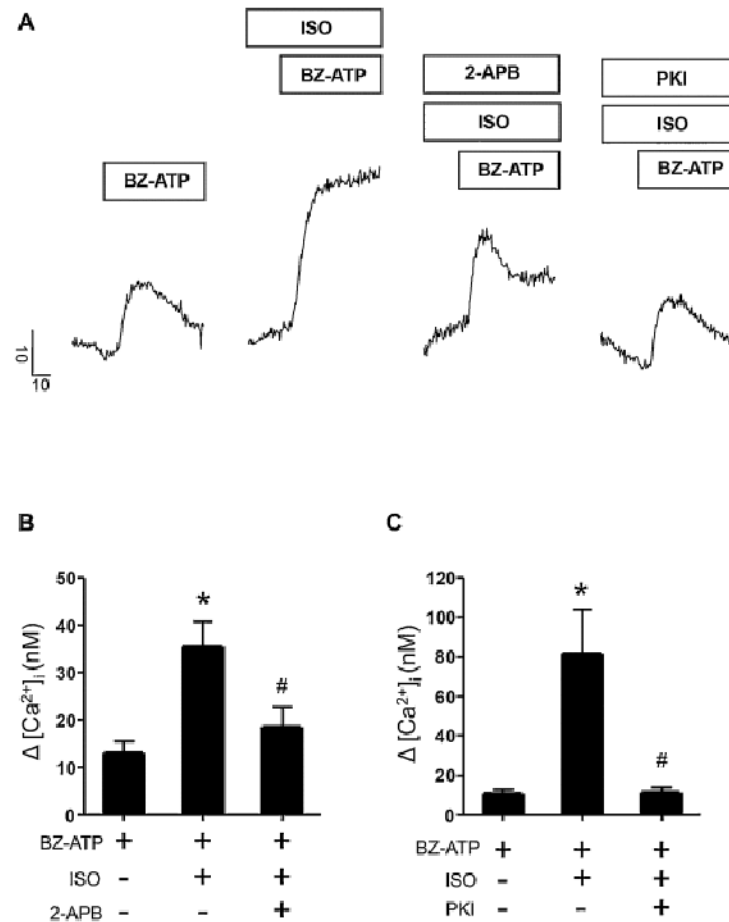 A
ISO
BZ-ATP
2-APB
PKI
ISO
ISO
BZ-ATP
BZ-ATP
BZ-ATP
10
10
B
50
40
30
20
10
0
Δ [Ca²⁺]ᵢ (nM)
*
#
BZ-ATP + + +
ISO - + +
2-APB - - +
C
120
100
80
60
40
20
0
Δ [Ca²⁺]ᵢ (nM)
*
#
BZ-ATP + + +
ISO - + +
PKI - - +